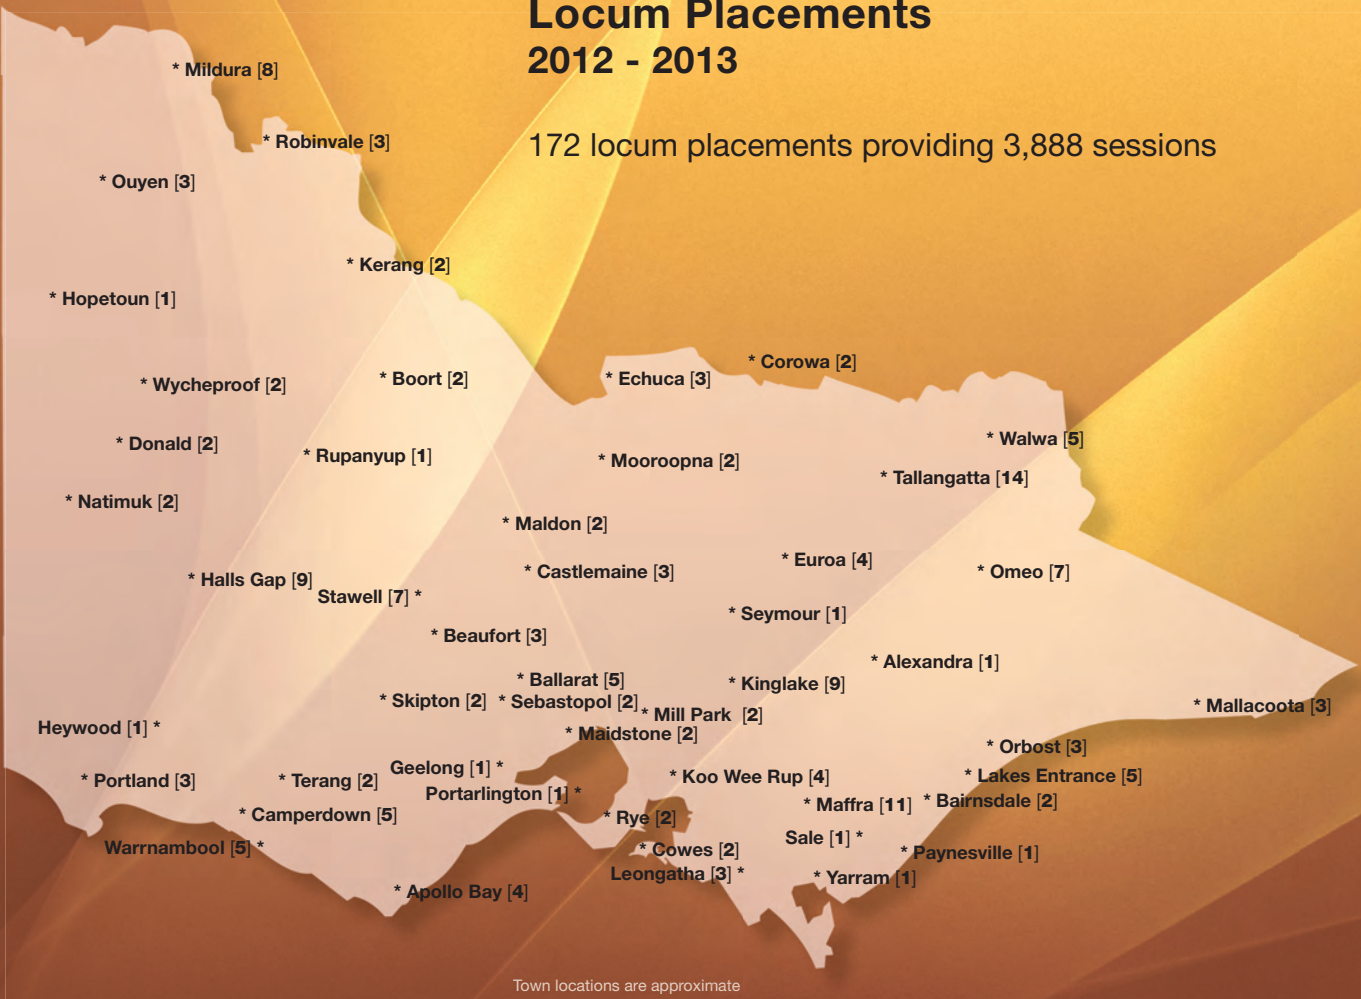 Locum Placements
2012 - 2013
172 locum placements providing 3,888 sessions
* Mildura [8]
* Robinvale [3]
* Ouyen [3]
* Kerang [2]
* Hopetoun [1]
* Corowa [2]
* Wycheproof [2]
* Boort [2]
* Echuca [3]
* Walwa [5]
* Donald [2]
* Rupanyup [1]
* Mooroopna [2]
* Tallangatta [14]
* Natimuk [2]
* Maldon [2]
* Euroa [4]
* Halls Gap [9]
* Castlemaine [3]
* Omeo [7]
Stawell [7] *
* Seymour [1]
* Beaufort [3]
* Alexandra [1]
* Ballarat [5]
* Kinglake [9]
* Skipton [2]
* Sebastopol [2]
* Mill Park [2]
* Mallacoota [3]
Heywood [1] *
* Maidstone [2]
* Orbost [3]
* Portland [3]
* Terang [2]
Geelong [1] *
* Koo Wee Rup [4]
* Lakes Entrance [5]
Portarlington [1] *
* Maffra [11]
* Bairnsdale [2]
* Camperdown [5]
* Rye [2]
Sale [1] *
Warrnambool [5] *
* Cowes [2]
* Paynesville [1]
Leongatha [3] *
* Yarram [1]
* Apollo Bay [4]
Town locations are approximate